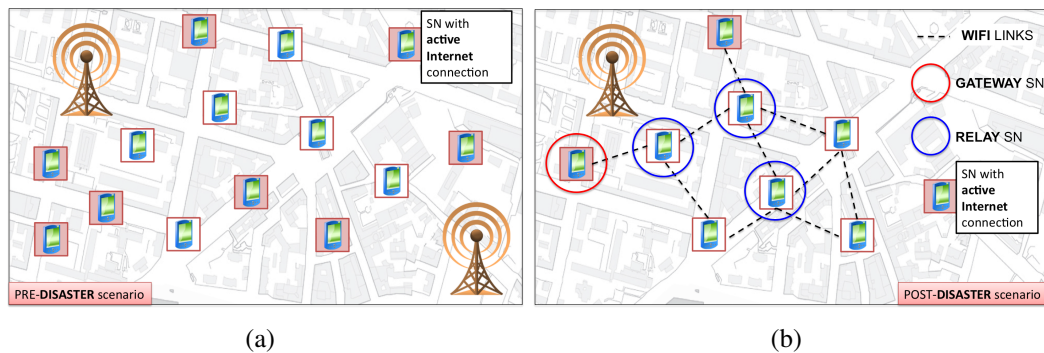 SN with
active
Internet
connection
PRE-DISASTER scenario
(a)
WIFI LINKS
GATEWAY SN
RELAY SN
SN with
active
Internet
connection
POST-DISASTER scenario
(b)